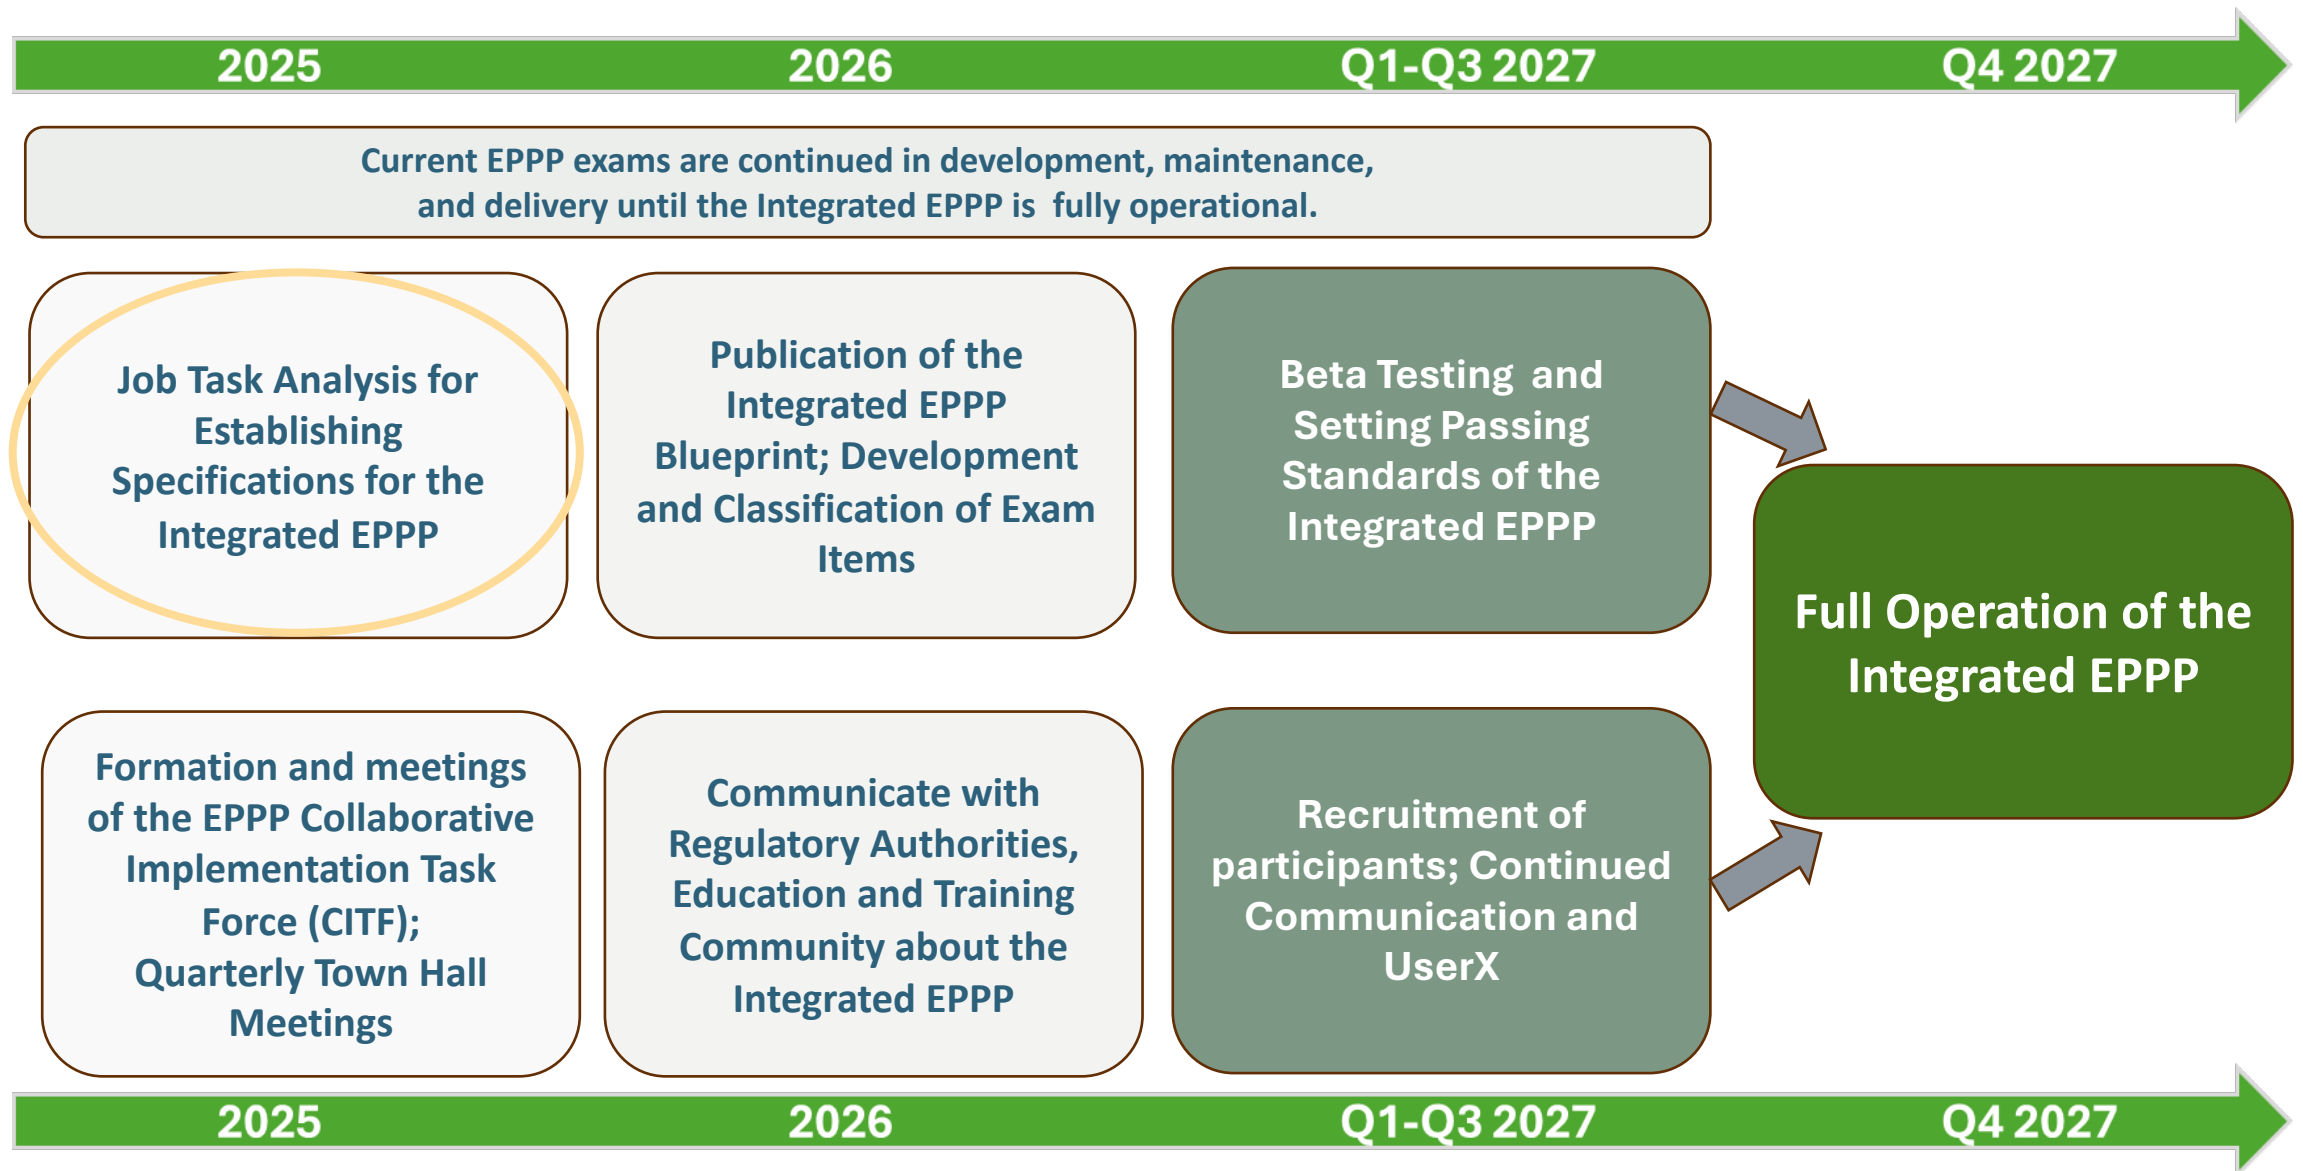 2025 2026 Q1-Q3 2027 Q4 2027
Current EPPP exams are continued in development, maintenance,
and delivery until the Integrated EPPP is fully operational.
Job Task Analysis for
Establishing
Specifications for the
Integrated EPPP
Publication of the
Integrated EPPP
Blueprint; Development
and Classification of Exam
Items
Beta Testing and
Setting Passing
Standards of the
Integrated EPPP
Full Operation of the
Integrated EPPP
Formation and meetings
of the EPPP Collaborative
Implementation Task
Force (CITF);
Quarterly Town Hall
Meetings
Communicate with
Regulatory Authorities,
Education and Training
Community about the
Integrated EPPP
Recruitment of
participants; Continued
Communication and
UserX
2025 2026 Q1-Q3 2027 Q4 2027